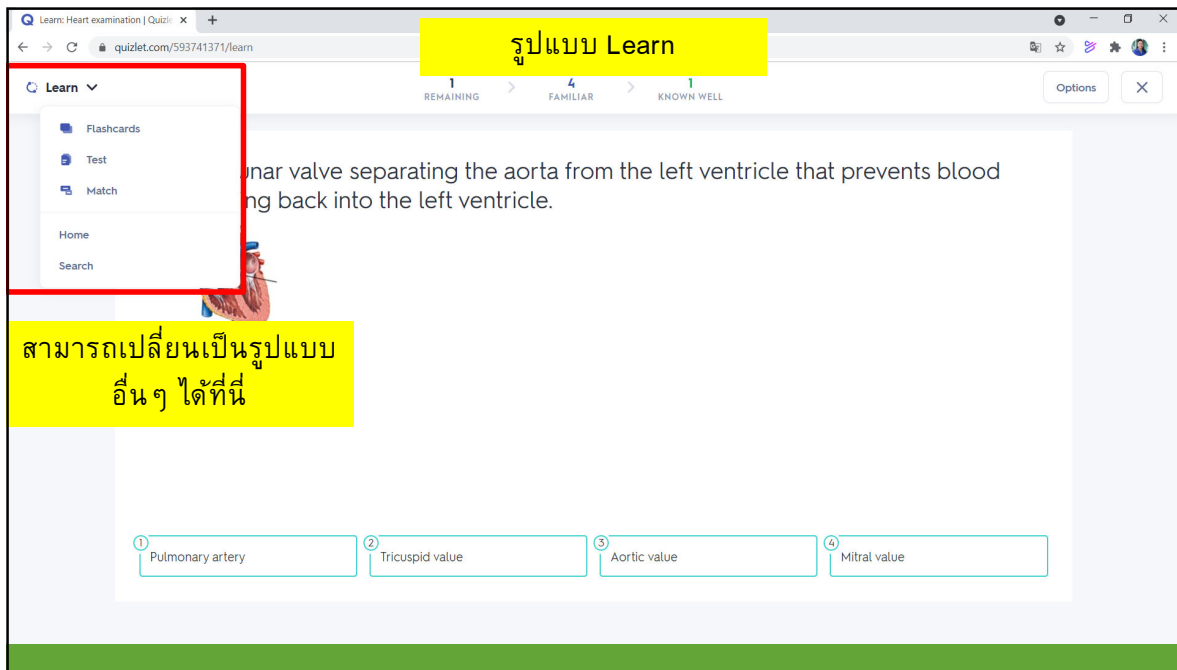 Learn: Heart examination | Quizle
quizlet.com/593741371/learn
รูปแบบ Learn
Learn
1
REMAINING
4
FAMILIAR
1
KNOWN WELL
Options
Flashcards
Test
Match
Home
Search
unar valve separating the aorta from the left ventricle that prevents blood
ng back into the left ventricle.
สามารถเปลี่ยนเป็นรูปแบบ
อื่น ๆ ได้ที่นี่
1
Pulmonary artery
2
Tricuspid value
3
Aortic value
4
Mitral value